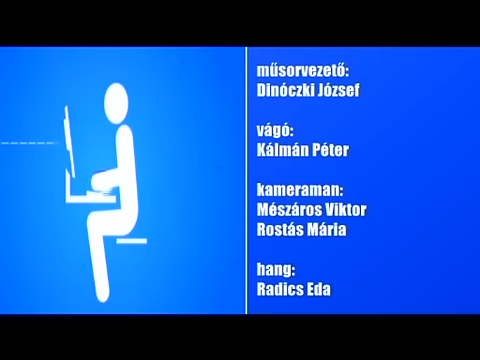 műsorvezető:
Dinóczki József
vágó:
Kálmán Péter
kameraman:
Mészáros Viktor
Rostás Mária
hang:
Radics Eda